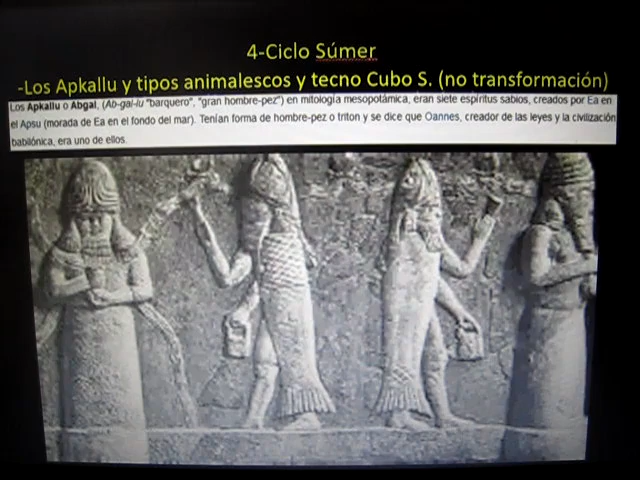 4-Ciclo Súmer
-Los Apkallu y tipos animalescos y tecno Cubo S. (no transformación)
Los Apkallu o Abgal, (Ab-gal-lu "barquero", "gran hombre-pez") en mitología mesopotámica, eran siete espíritus sabios, creados por Ea en
el Apsu (morada de Ea en el fondo del mar). Tenían forma de hombre-pez o triton y se dice que Oannes, creador de las leyes y la civilización
babilónica, era uno de ellos.